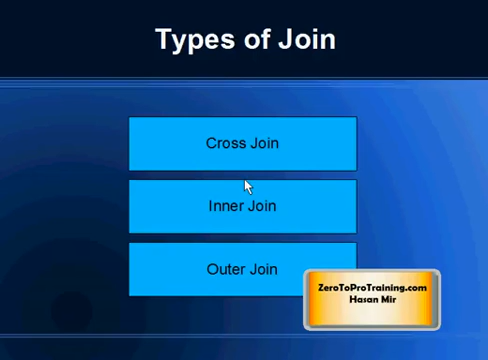 Types of Join
Cross Join
Inner Join
Outer Join
ZeroToProTraining.com
Hasan Mir